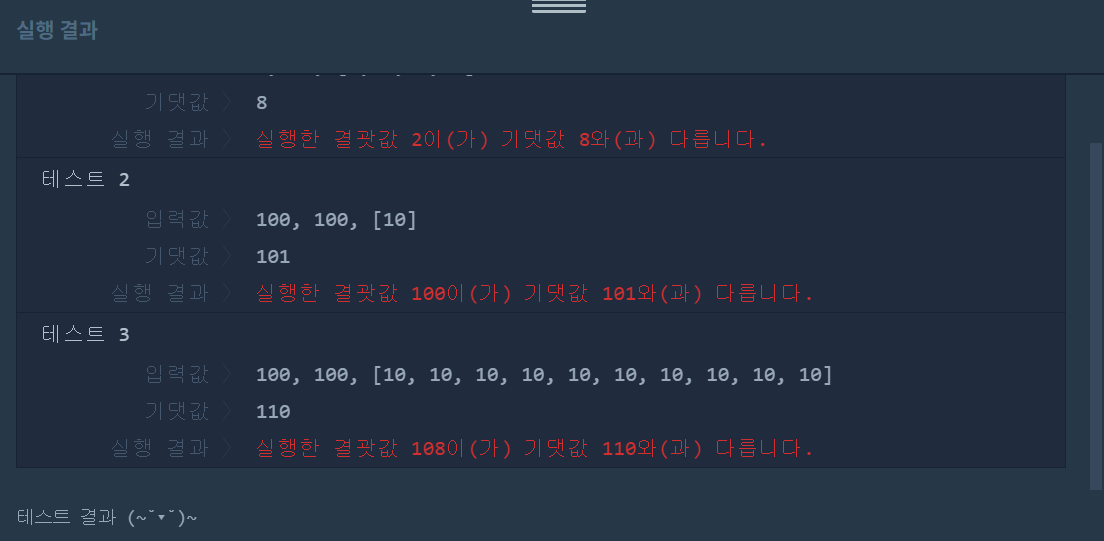 실행 결과
기댓값 〉 8
실행 결과 〉 실행한 결괏값 2이(가) 기댓값 8와(과) 다릅니다.
테스트 2
입력값 〉 100, 100, [10]
기댓값 〉 101
실행 결과 〉 실행한 결괏값 100이(가) 기댓값 101와(과) 다릅니다.
테스트 3
입력값 〉 100, 100, [10, 10, 10, 10, 10, 10, 10, 10, 10, 10]
기댓값 〉 110
실행 결과 〉 실행한 결괏값 108이(가) 기댓값 110와(과) 다릅니다.
테스트 결과 (~˘▾˘)~